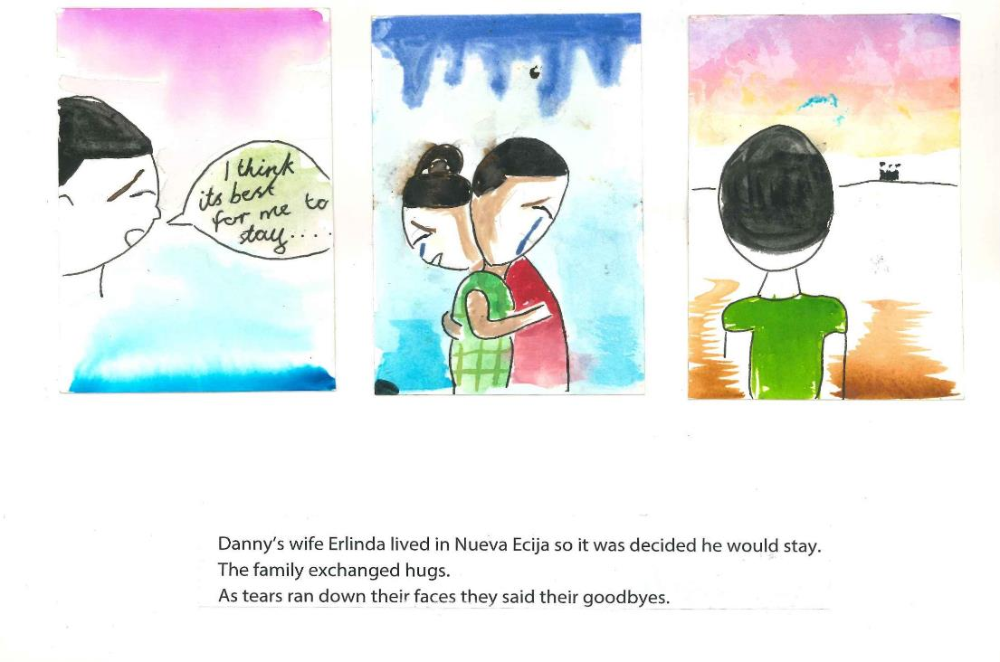 I think
its best
for me to
stay....
Danny's wife Erlinda lived in Nueva Ecija so it was decided he would stay.
The family exchanged hugs.
As tears ran down their faces they said their goodbyes.